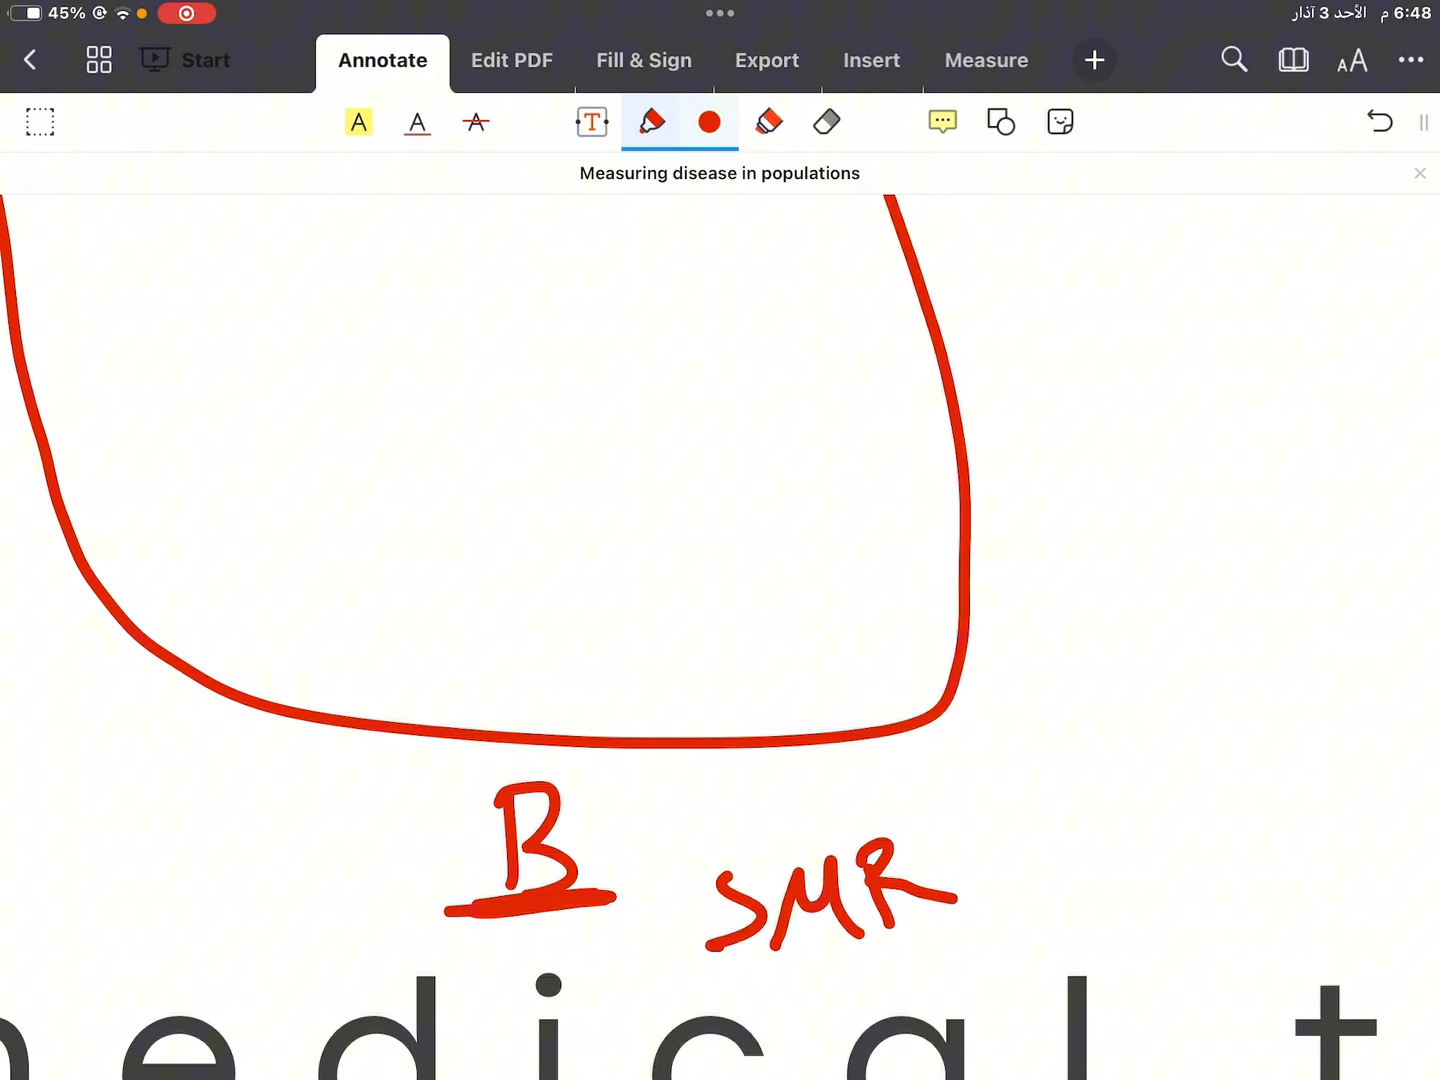 45% 6:48 م الأحد 3 آذار
Start Annotate Edit PDF Fill & Sign Export Insert Measure
Measuring disease in populations
B
SMR
medical t